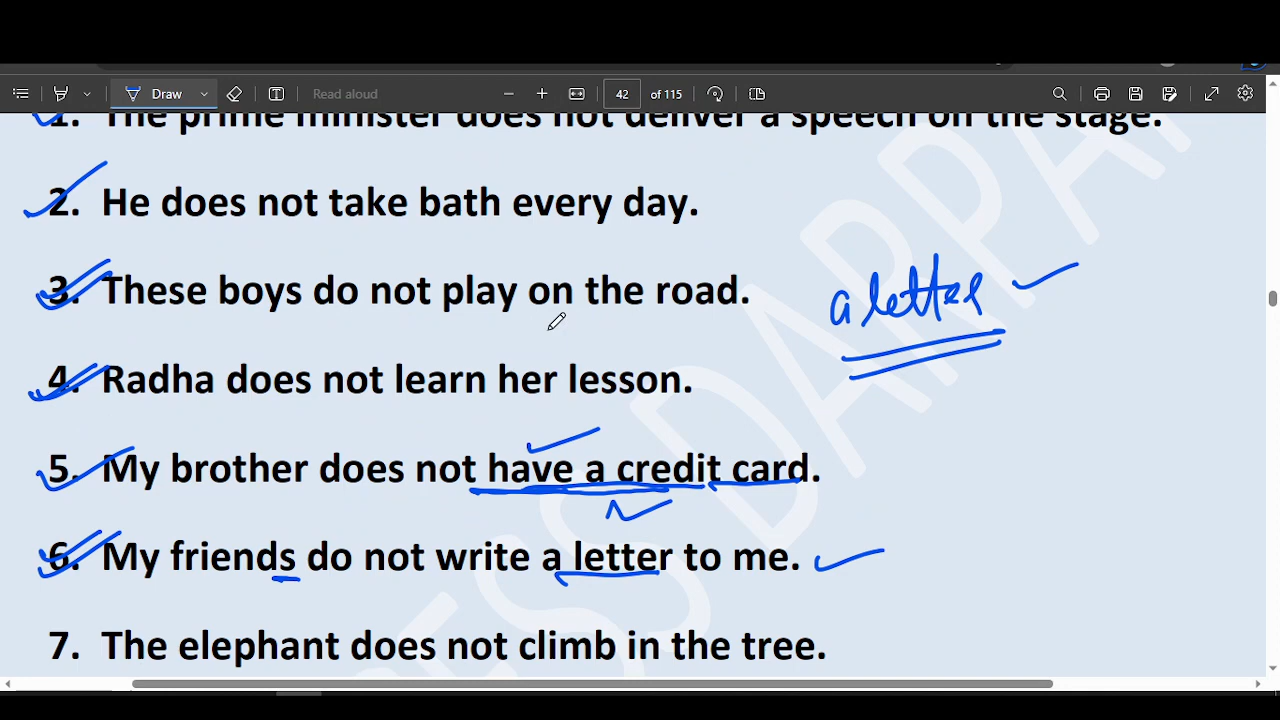 Draw
Read aloud
42 of 115
1. The prime minister does not deliver a speech on the stage.
2. He does not take bath every day.
3. These boys do not play on the road.
a letter
4. Radha does not learn her lesson.
5. My brother does not have a credit card.
6. My friends do not write a letter to me.
7. The elephant does not climb in the tree.